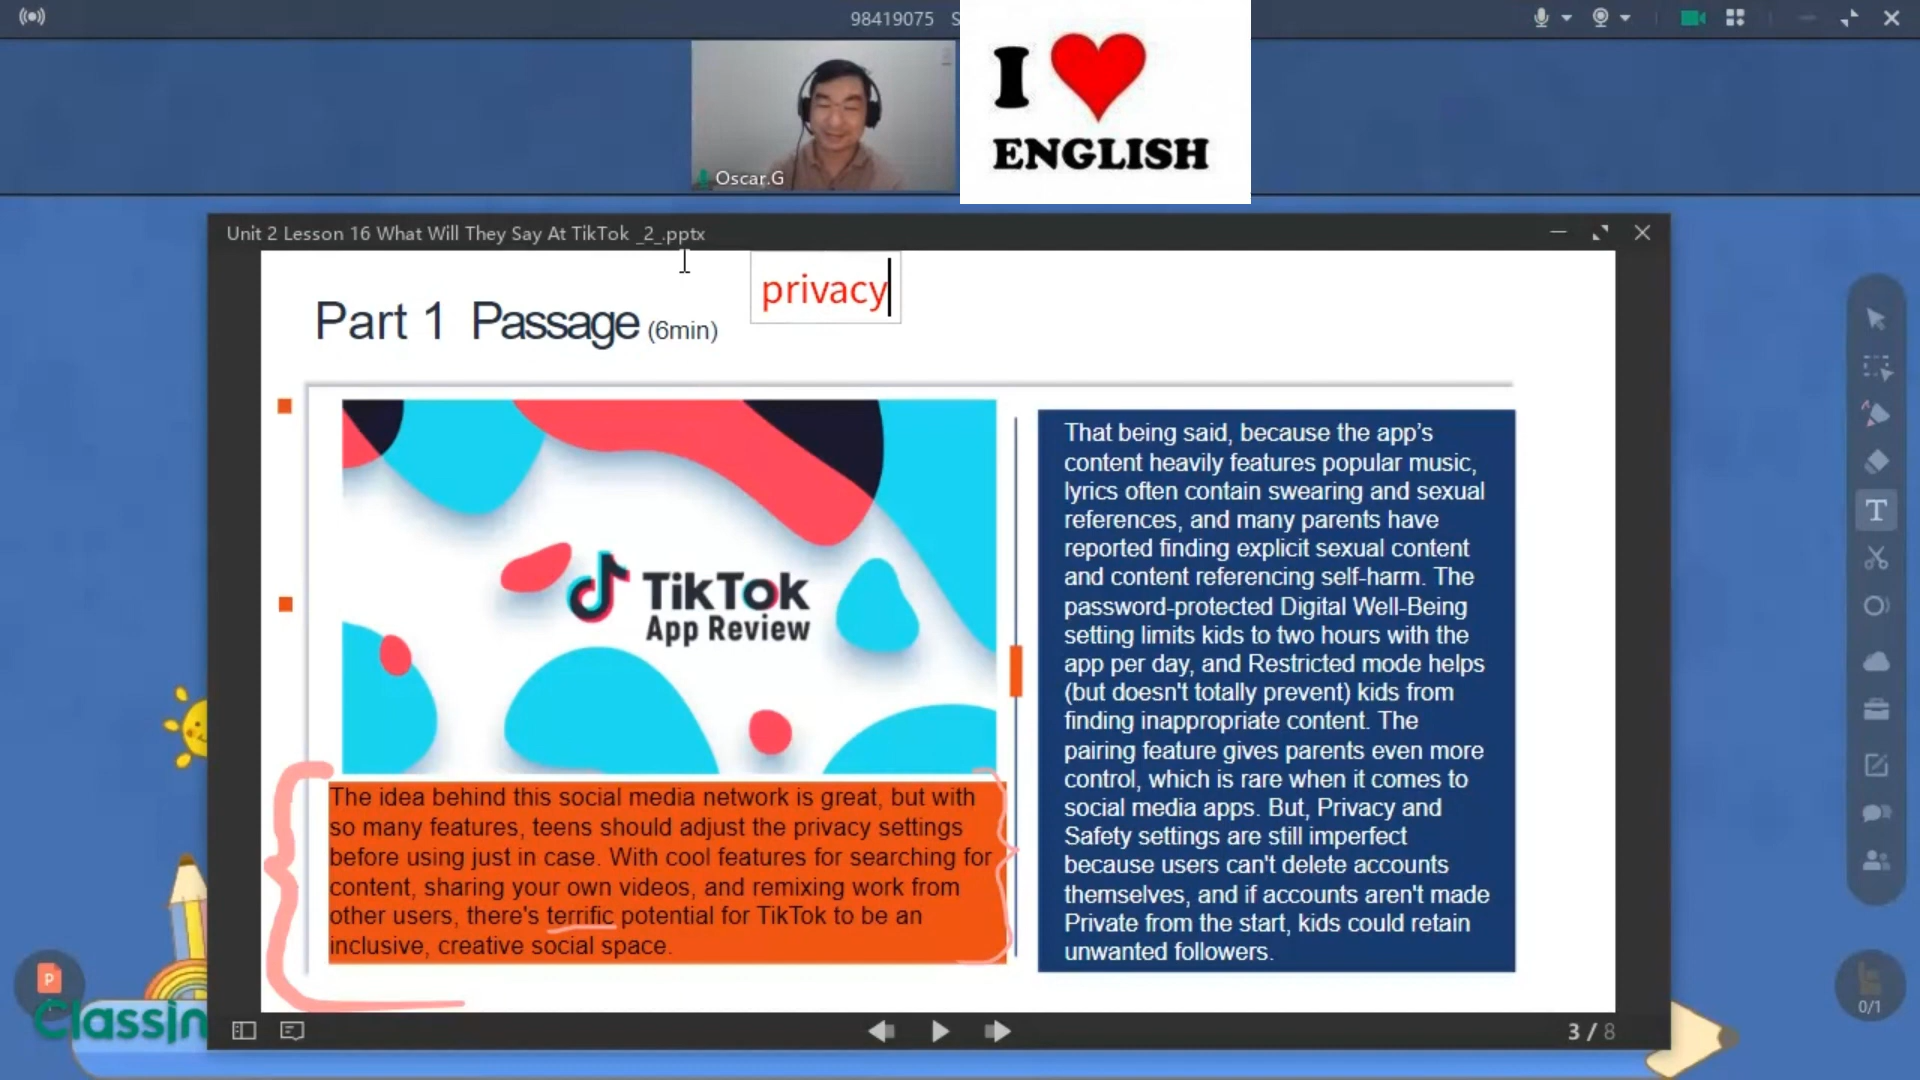 98419075
I
ENGLISH
Oscar.G
Unit 2 Lesson 16 What Will They Say At TikTok _2_.pptx
privacy
Part 1 Passage (6min)
TikTok
App Review
The idea behind this social media network is great, but with
so many features, teens should adjust the privacy settings
before using just in case. With cool features for searching for
content, sharing your own videos, and remixing work from
other users, there's terrific potential for TikTok to be an
inclusive, creative social space.
That being said, because the app’s
content heavily features popular music,
lyrics often contain swearing and sexual
references, and many parents have
reported finding explicit sexual content
and content referencing self-harm. The
password-protected Digital Well-Being
setting limits kids to two hours with the
app per day, and Restricted mode helps
(but doesn't totally prevent) kids from
finding inappropriate content. The
pairing feature gives parents even more
control, which is rare when it comes to
social media apps. But, Privacy and
Safety settings are still imperfect
because users can't delete accounts
themselves, and if accounts aren't made
Private from the start, kids could retain
unwanted followers.
T
P
ClassIn
0/1
3 / 8